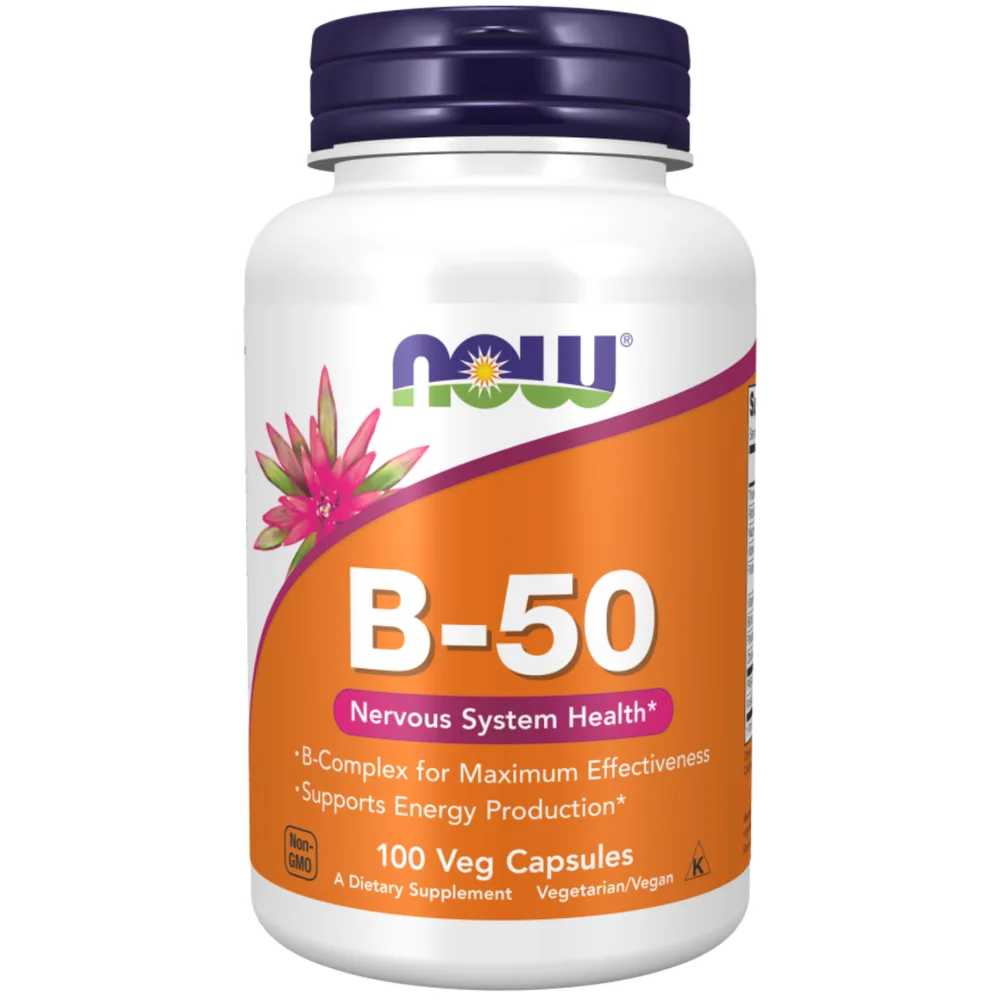 NOW®
B-50
Nervous System Health*
•B-Complex for Maximum Effectiveness
•Supports Energy Production*
Non-
GMO
100 Veg Capsules
K
A Dietary Supplement Vegetarian/Vegan